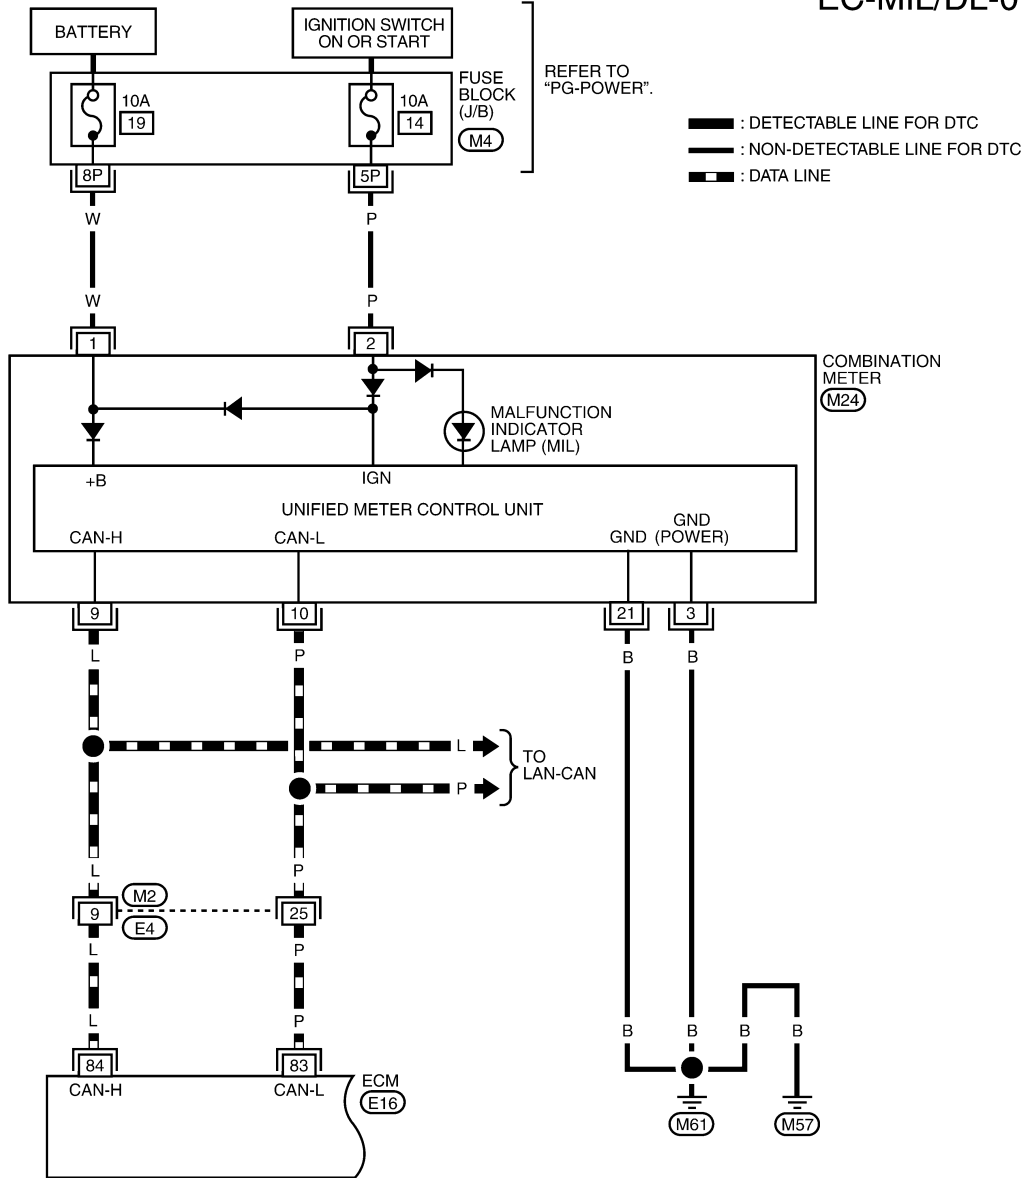 EC-MIL/DL-0
BATTERY
IGNITION SWITCH
ON OR START
FUSE
BLOCK
(J/B)
M4
REFER TO
“PG-POWER”.
10A
19
10A
14
8P
5P
: DETECTABLE LINE FOR DTC
: NON-DETECTABLE LINE FOR DTC
: DATA LINE
W
P
W
P
1
2
COMBINATION
METER
M24
MALFUNCTION
INDICATOR
LAMP (MIL)
+B
IGN
UNIFIED METER CONTROL UNIT
CAN-H
CAN-L
GND
GND
(POWER)
9
10
21
3
L
P
B
B
L
P
TO
LAN-CAN
L
P
M2
9
25
E4
L
P
L
P
B
B
B
B
84
83
CAN-H
CAN-L
ECM
E16
M61
M57